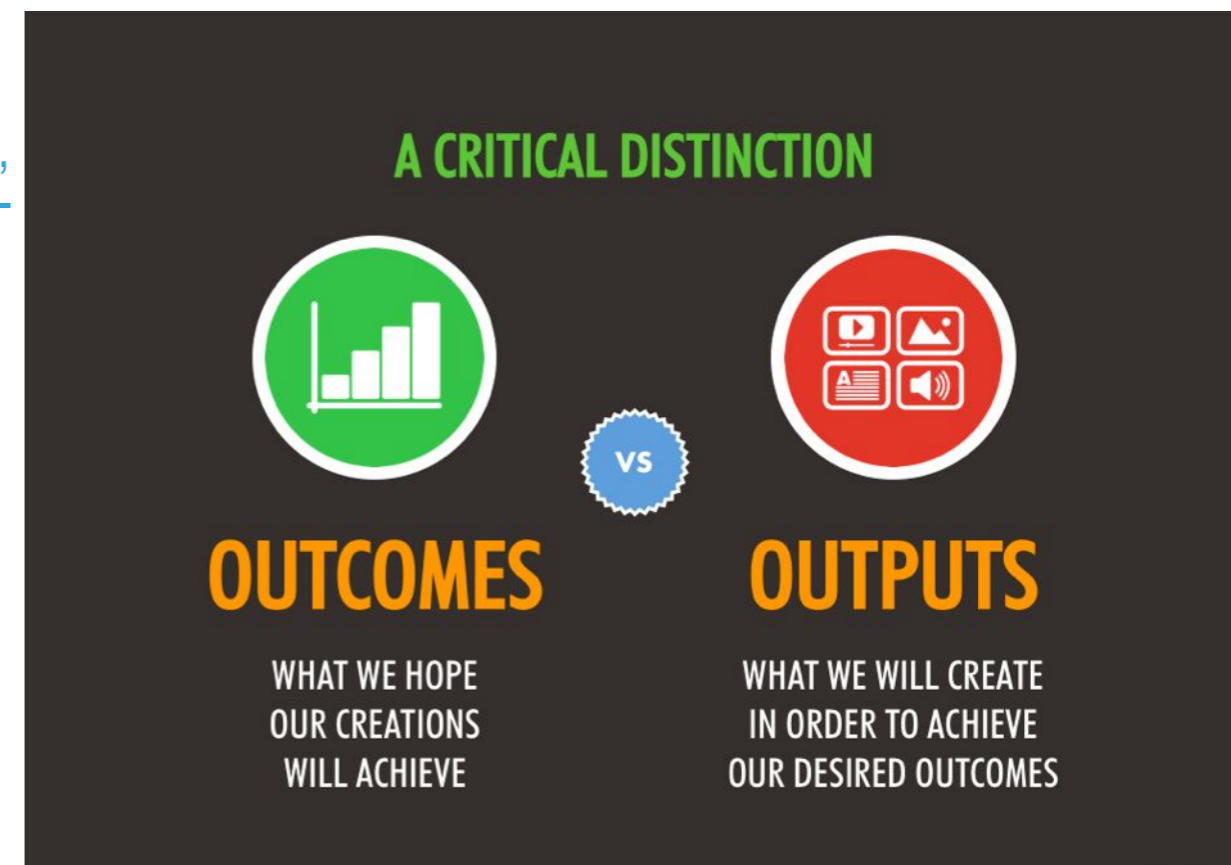 ,
A CRITICAL DISTINCTION
A
VS
OUTCOMES
OUTPUTS
WHAT WE HOPE
OUR CREATIONS
WILL ACHIEVE
WHAT WE WILL CREATE
IN ORDER TO ACHIEVE
OUR DESIRED OUTCOMES